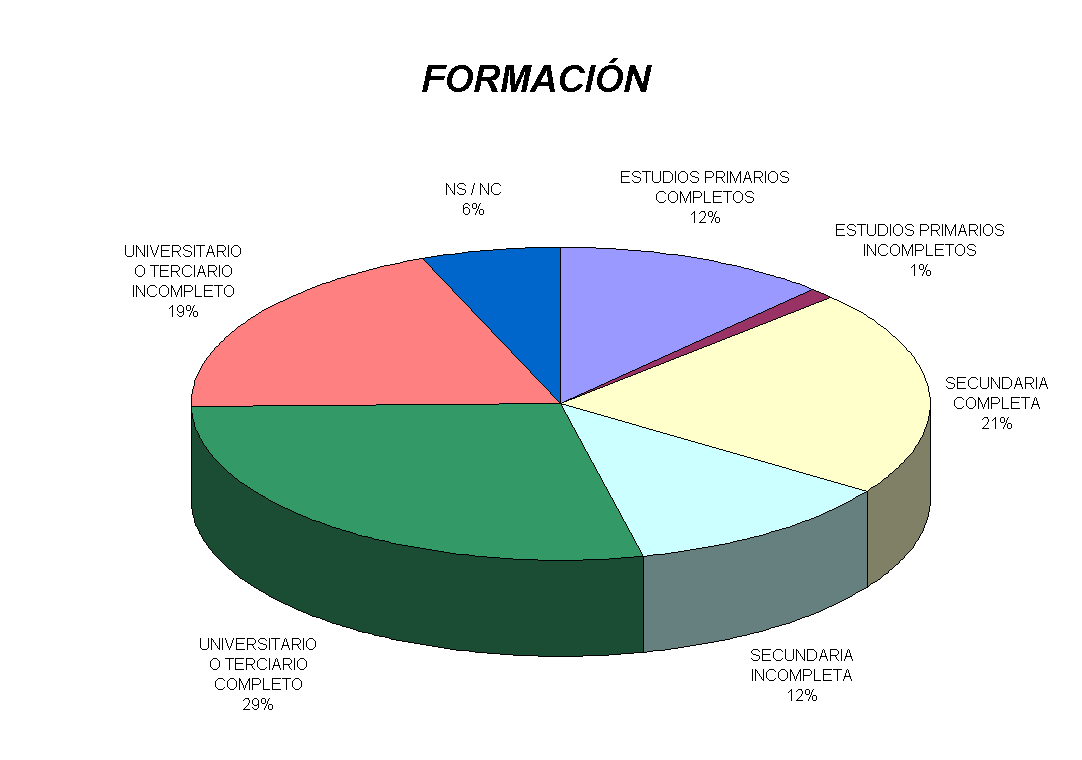 FORMACIÓN
NS / NC
6%
ESTUDIOS PRIMARIOS
COMPLETOS
12%
ESTUDIOS PRIMARIOS
INCOMPLETOS
1%
UNIVERSITARIO
O TERCIARIO
INCOMPLETO
19%
SECUNDARIA
COMPLETA
21%
UNIVERSITARIO
O TERCIARIO
COMPLETO
29%
SECUNDARIA
INCOMPLETA
12%